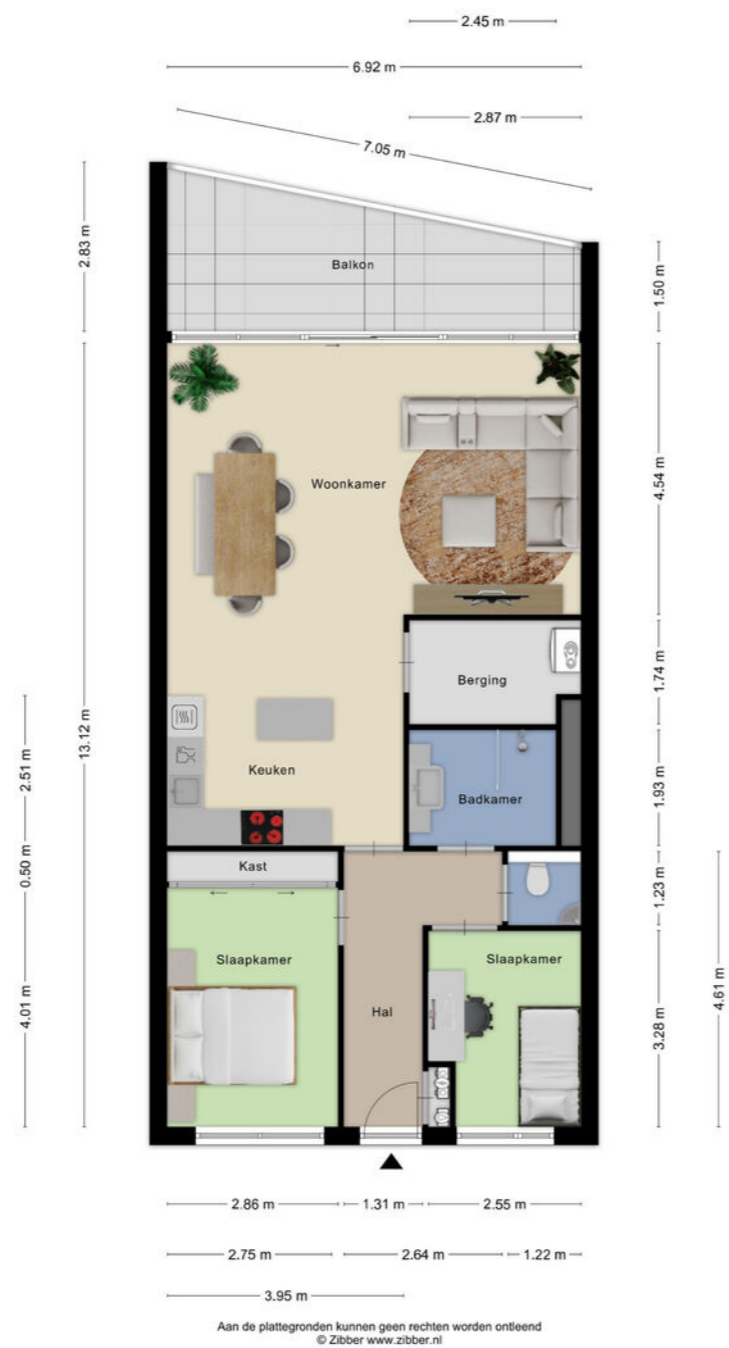 2.45 m
6.92 m
2.87 m
7.05 m
2.83 m
Balkon
1.50 m
Woonkamer
4.54 m
Berging
1.74 m
13.12 m
2.51 m
Keuken
Badkamer
1.93 m
0.50 m
Kast
1.23 m
Slaapkamer
Slaapkamer
4.01 m
Hal
3.28 m
4.61 m
2.86 m
1.31 m
2.55 m
2.75 m
2.64 m
1.22 m
3.95 m
Aan de plattegronden kunnen geen rechten worden ontleend
© Zibber www.zibber.nl